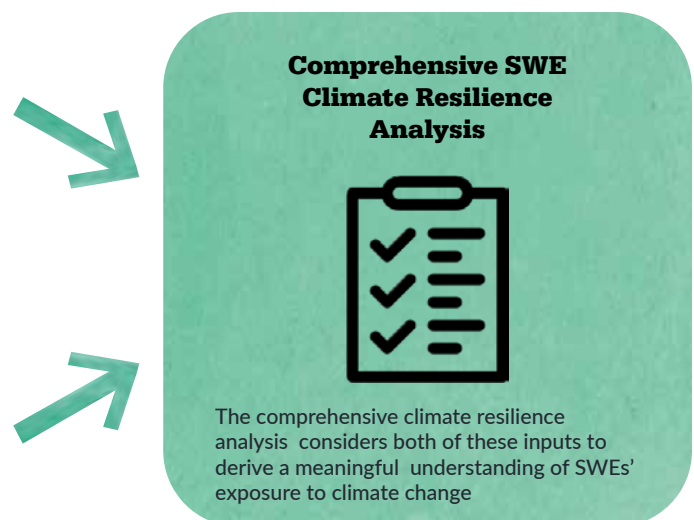 Comprehensive SWE
Climate Resilience
Analysis
The comprehensive climate resilience
analysis  considers both of these inputs to
derive a meaningful  understanding of SWEs’
exposure to climate change